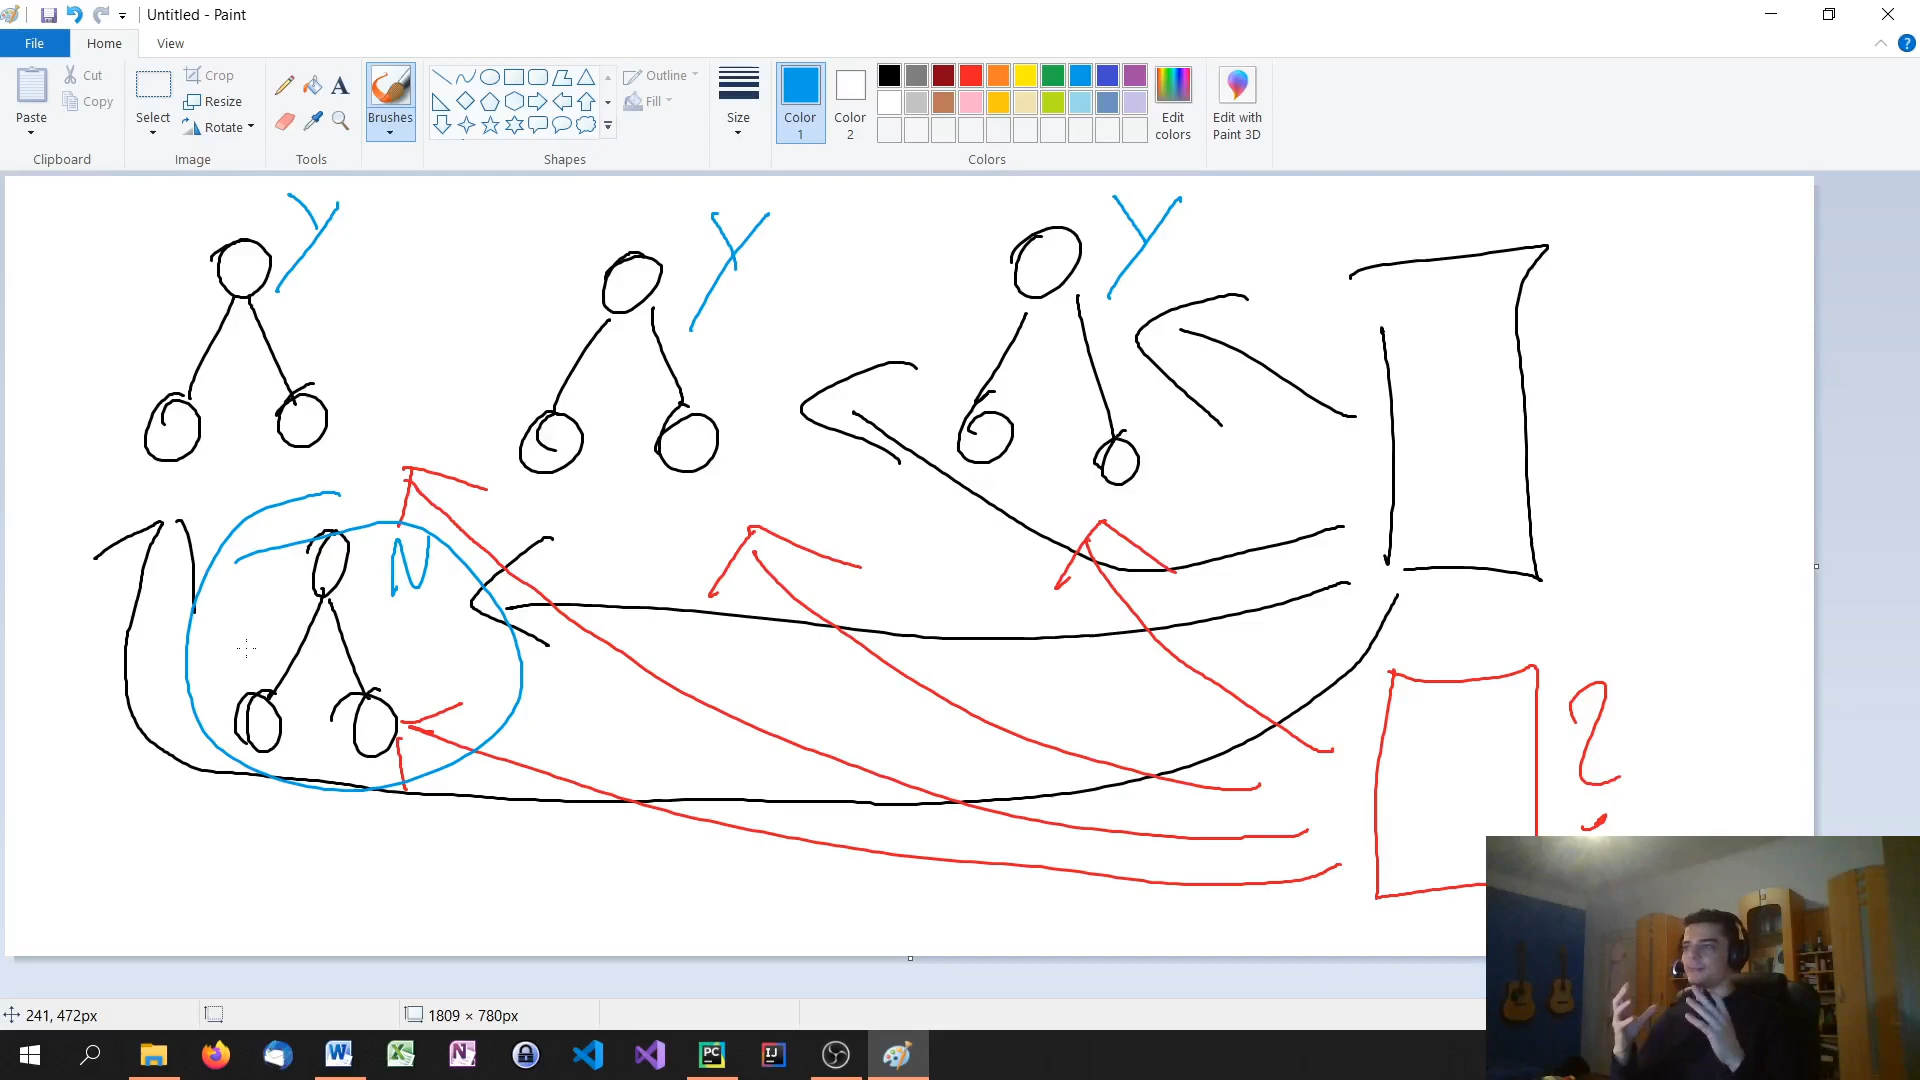 Untitled - Paint
File
Home
View
Paste
Cut
Copy
Clipboard
Select
Crop
Resize
Rotate
Image
Tools
Brushes
Shapes
Outline
Fill
Size
Color 1
Color 2
Edit colors
Edit with Paint 3D
Colors
Y
Y
Y
N
?
241, 472px
1809 × 780px